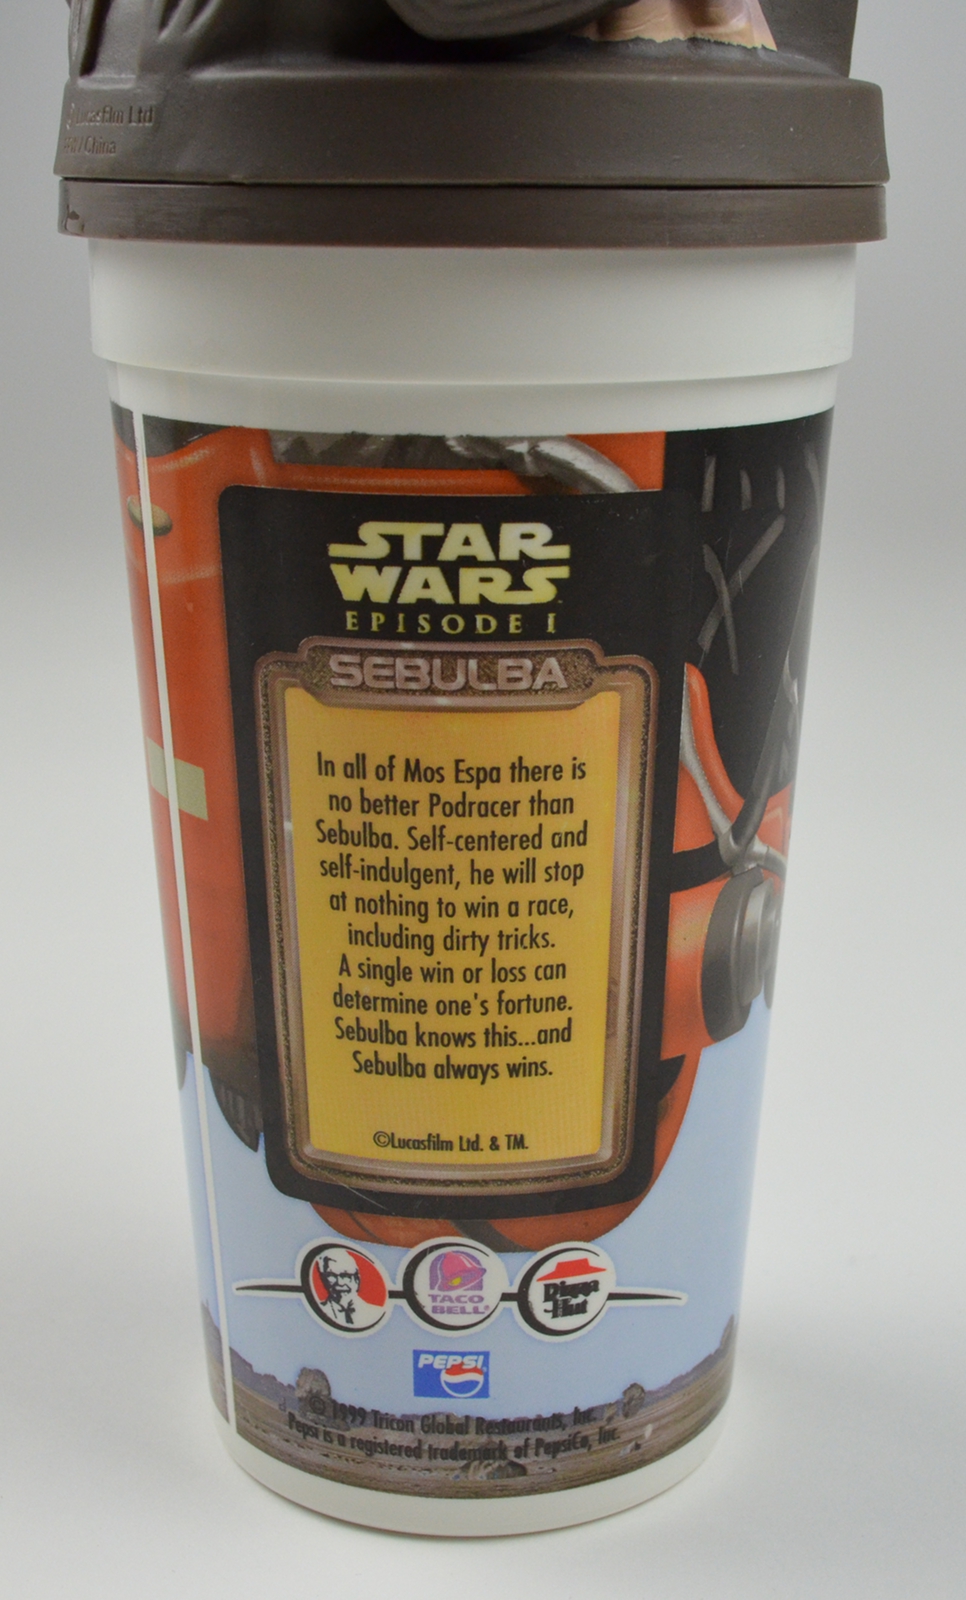 Lucasfilm Ltd
China
STAR
WARS
EPISODE I
SEBULBA
In all of Mos Espa there is
no better Podracer than
Sebulba. Self-centered and
self-indulgent, he will stop
at nothing to win a race,
including dirty tricks.
A single win or loss can
determine one's fortune.
Sebulba knows this...and
Sebulba always wins.
©Lucasfilm Ltd. & TM.
TACO
BELL®
Pizza
Hut
PEPSI
© 1999 Tricon Global Restaurants, Inc.
Pepsi is a registered trademark of PepsiCo, Inc.